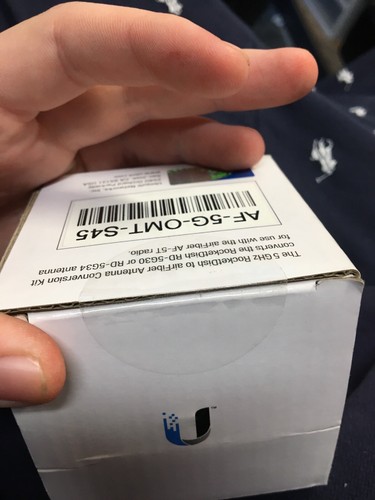 AF-5G-OMT-S45
The 5 GHz RocketDish to airFiber Antenna Conversion Kit
converts the RocketDish RD-5G30 or RD-5G34 antenna
for use with the airFiber AF-5T radio.
U